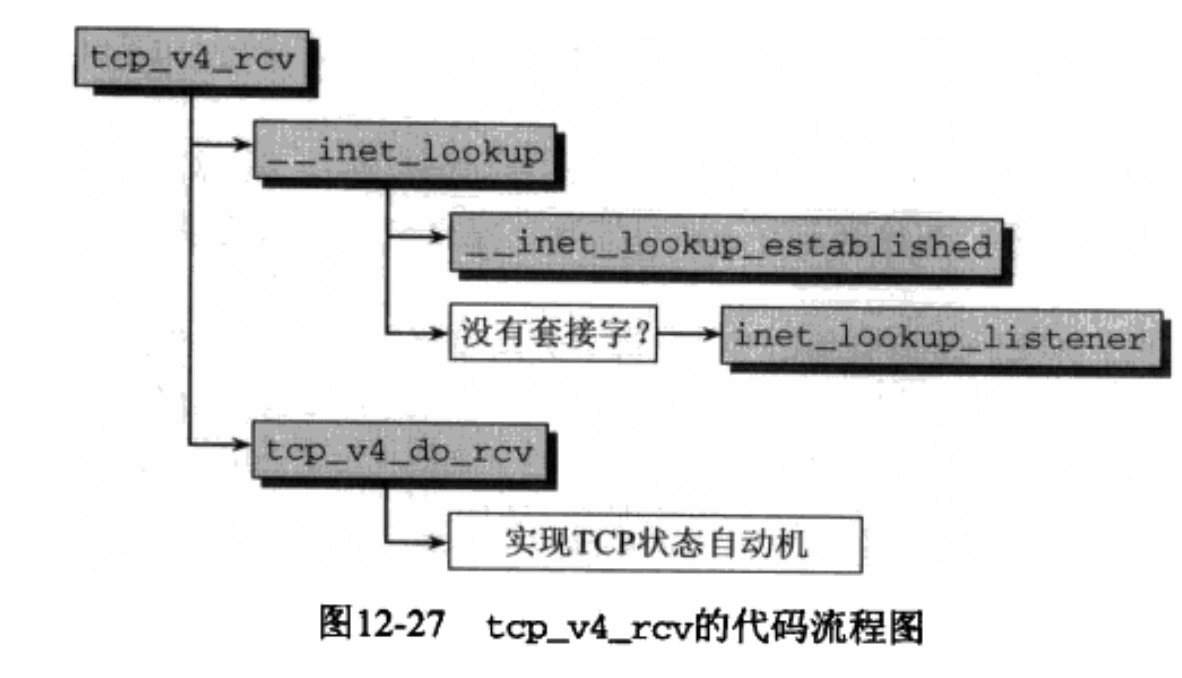 tcp_v4_rcv
__inet_lookup
__inet_lookup_established
没有套接字? inet_lookup_listener
tcp_v4_do_rcv
实现TCP状态自动机
图12-27 tcp_v4_rcv的代码流程图